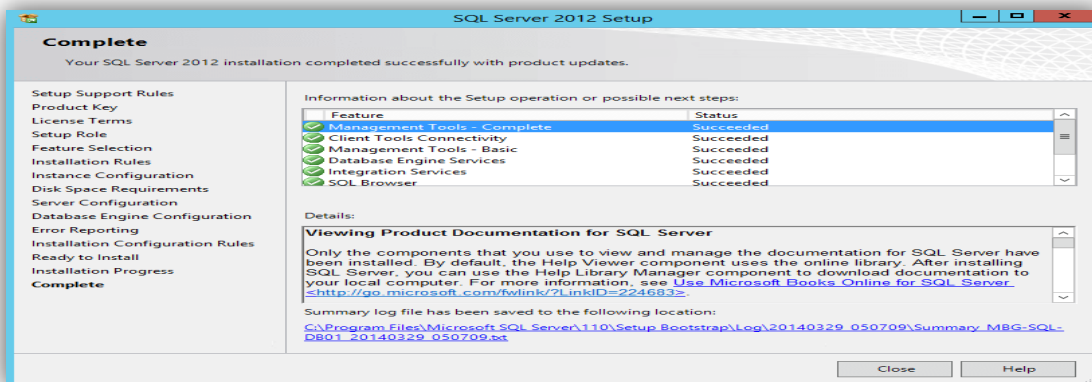 SQL Server 2012 Setup
Complete
Your SQL Server 2012 installation completed successfully with product updates.
Setup Support Rules
Product Key
License Terms
Setup Role
Feature Selection
Installation Rules
Instance Configuration
Disk Space Requirements
Server Configuration
Database Engine Configuration
Error Reporting
Installation Configuration Rules
Ready to Install
Installation Progress
Complete
Information about the Setup operation or possible next steps:
Feature Status
Management Tools - Complete Succeeded
Client Tools Connectivity Succeeded
Management Tools - Basic Succeeded
Database Engine Services Succeeded
Integration Services Succeeded
SQL Browser Succeeded
Details:
Viewing Product Documentation for SQL Server
Only the components that you use to view and manage the documentation for SQL Server have
been installed. By default, the Help Viewer component uses the online library. After installing
SQL Server, you can use the Help Library Manager component to download documentation to
your local computer. For more information, see Use Microsoft Books Online for SQL Server
<http://go.microsoft.com/fwlink/?LinkID=224683>.
Summary log file has been saved to the following location:
C:\Program Files\Microsoft SQL Server\110\Setup Bootstrap\Log\20140329_050709\Summary_MBG-SQL-
DB01_20140329_050709.txt
Close Help